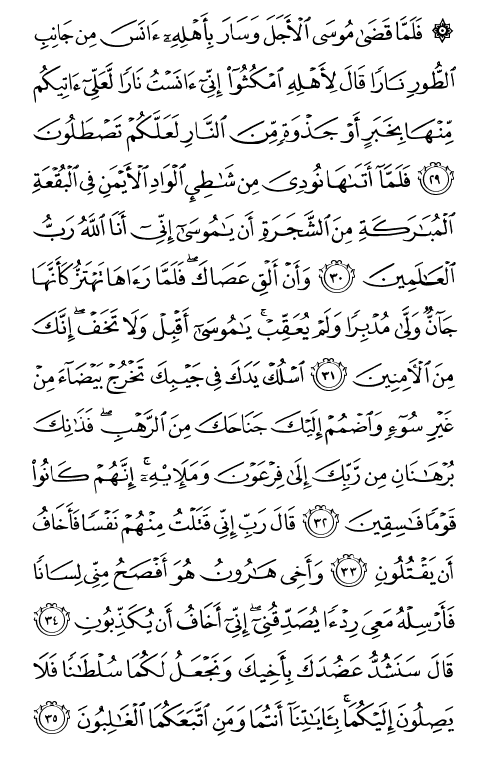 ۞ فَلَمَّا قَضَىٰ مُوسَى ٱلْأَجَلَ وَسَارَ بِأَهْلِهِۦٓ ءَانَسَ مِن جَانِبِ
ٱلطُّورِ نَارًا قَالَ لِأَهْلِهِ ٱمْكُثُوٓا۟ إِنِّىٓ ءَانَسْتُ نَارًا لَّعَلِّىٓ ءَاتِيكُم
مِّنْهَا بِخَبَرٍ أَوْ جَذْوَةٍ مِّنَ ٱلنَّارِ لَعَلَّكُمْ تَصْطَلُونَ
٢٩ فَلَمَّآ أَتَىٰهَا نُودِىَ مِن شَٰطِئِ ٱلْوَادِ ٱلْأَيْمَنِ فِى ٱلْبُقْعَةِ
ٱلْمُبَٰرَكَةِ مِنَ ٱلشَّجَرَةِ أَن يَٰمُوسَىٰٓ إِنِّىٓ أَنَا ٱللَّهُ رَبُّ
ٱلْعَٰلَمِينَ ٣٠ وَأَنْ أَلْقِ عَصَاكَ ۖ فَلَمَّا رَءَاهَا تَهْتَزُّ كَأَنَّهَا
جَآنٌّ وَلَّىٰ مُدْبِرًا وَلَمْ يُعَقِّبْ ۚ يَٰمُوسَىٰٓ أَقْبِلْ وَلَا تَخَفْ ۖ إِنَّكَ
مِنَ ٱلْءَامِنِينَ ٣١ ٱسْلُكْ يَدَكَ فِى جَيْبِكَ تَخْرُجْ بَيْضَآءَ مِنْ
غَيْرِ سُوٓءٍ وَٱضْمُمْ إِلَيْكَ جَنَاحَكَ مِنَ ٱلرَّهْبِ ۖ فَذَٰنِكَ
بُرْهَٰنَانِ مِن رَّبِّكَ إِلَىٰ فِرْعَوْنَ وَمَلَإِي۟هِۦٓ ۚ إِنَّهُمْ كَانُوا۟
قَوْمًا فَٰسِقِينَ ٣٢ قَالَ رَبِّ إِنِّى قَتَلْتُ مِنْهُمْ نَفْسًا فَأَخَافُ
أَن يَقْتُلُونِ ٣٣ وَأَخِى هَٰرُونُ هُوَ أَفْصَحُ مِنِّى لِسَانًا
فَأَرْسِلْهُ مَعِىَ رِدْءًا يُصَدِّقُنِىٓ ۖ إِنِّىٓ أَخَافُ أَن يُكَذِّبُونِ ٣٤
قَالَ سَنَشُدُّ عَضُدَكَ بِأَخِيكَ وَنَجْعَلُ لَكُمَا سُلْطَٰنًا فَلَا
يَصِلُونَ إِلَيْكُمَا ۚ بِـَٔايَٰتِنَآ أَنتُمَا وَمَنِ ٱتَّبَعَكُمَا ٱلْغَٰلِبُونَ ٣٥